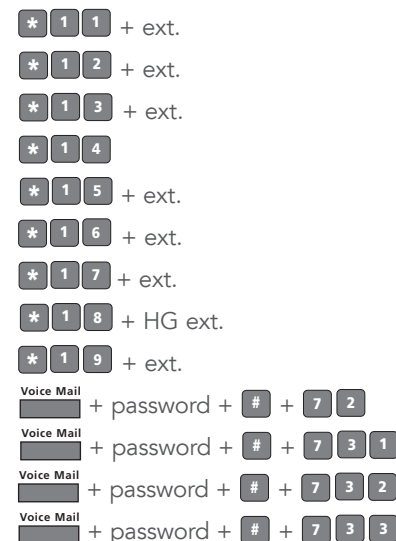 * 1 1 + ext.
* 1 2 + ext.
* 1 3 + ext.
* 1 4
* 1 5 + ext.
* 1 6 + ext.
* 1 7 + ext.
* 1 8 + HG ext.
* 1 9 + ext.
Voice Mail
+ password + # + 7 2
Voice Mail
+ password + # + 7 3 1
Voice Mail
+ password + # + 7 3 2
Voice Mail
+ password + # + 7 3 3